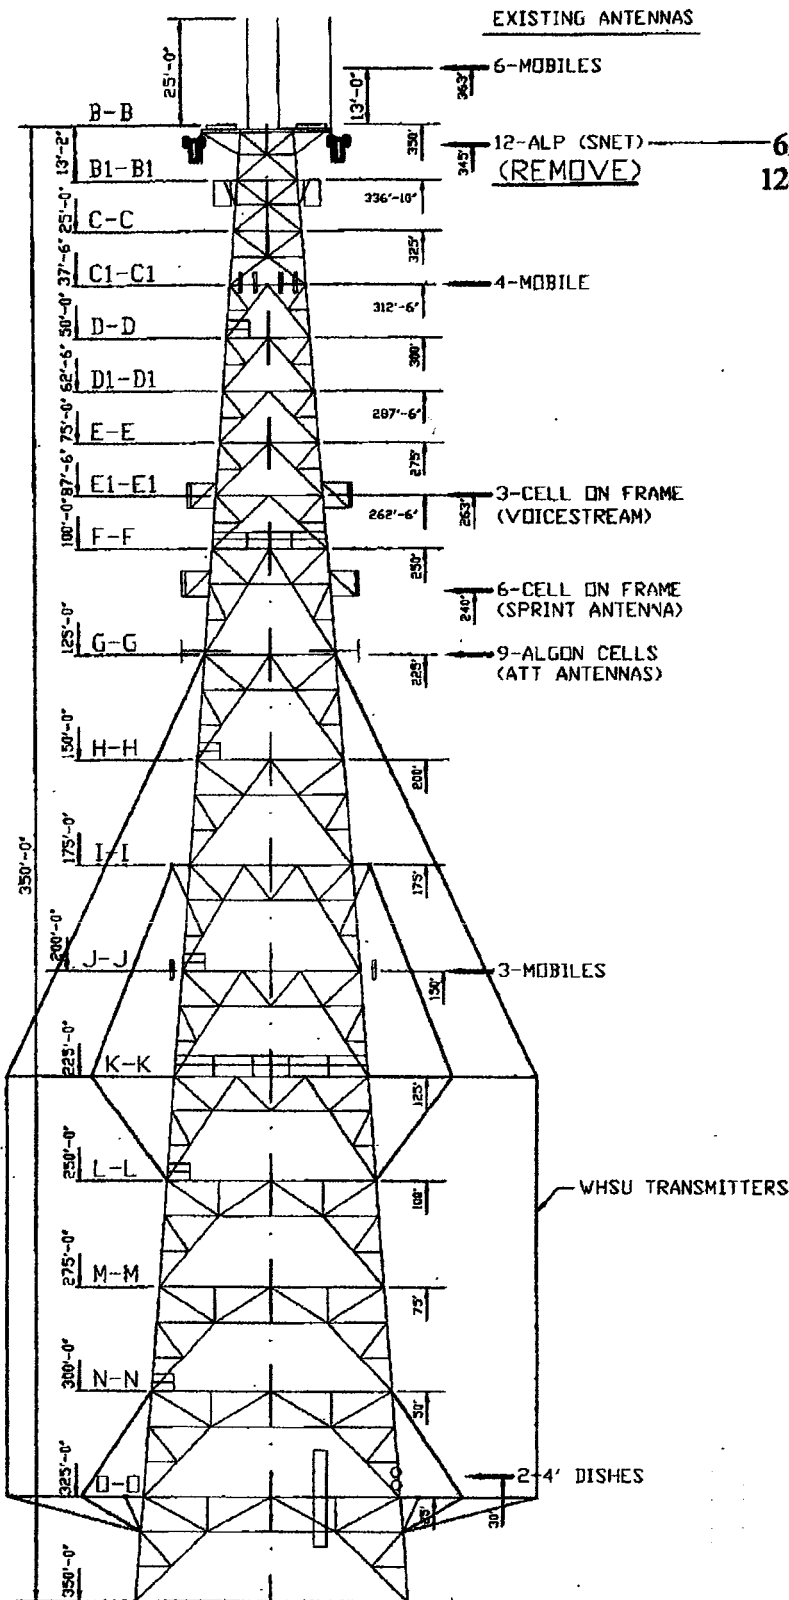 EXISTING ANTENNAS
25'-0"
13'-0"
6-MOBILES
363'
B-B
350'
12-ALP (SNET)
6
345'
(REMOVE)
12
13'-2"
B1-B1
336'-10"
25'-0"
C-C
325'
37'-6"
C1-C1
4-MOBILE
312'-6"
50'-0"
D-D
300'
62'-6"
D1-D1
287'-6"
75'-0"
E-E
275'
87'-6"
E1-E1
262'-6"
263'
3-CELL ON FRAME
(VOICESTREAM)
100'-0"
F-F
250'
240'
6-CELL ON FRAME
(SPRINT ANTENNA)
125'-0"
G-G
225'
9-ALGON CELLS
(ATT ANTENNAS)
150'-0"
H-H
200'
175'-0"
I-I
175'
350'-0"
200'-0"
J-J
150'
3-MOBILES
225'-0"
K-K
125'
250'-0"
L-L
100'
WHSU TRANSMITTERS
275'-0"
M-M
75'
300'-0"
N-N
50'
325'-0"
O-O
25'
2-4' DISHES
30'
350'-0"